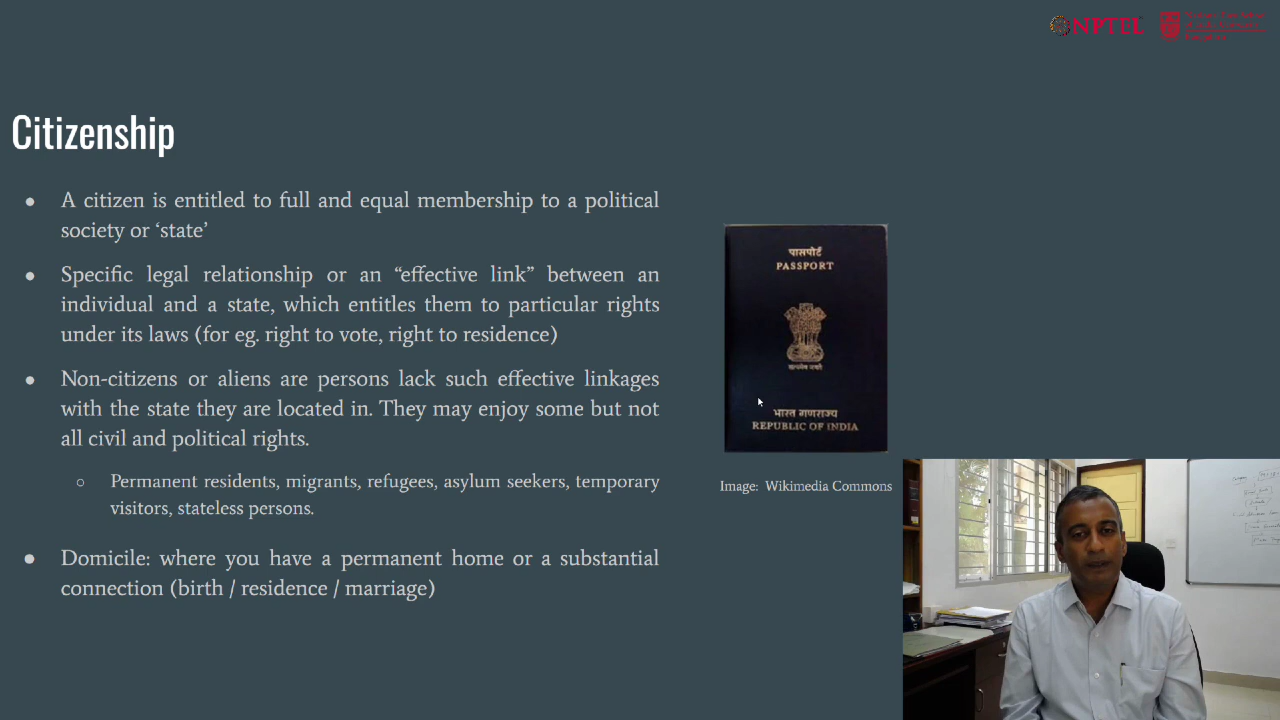 NPTEL
Citizenship
● A citizen is entitled to full and equal membership to a political
society or ‘state’
● Specific legal relationship or an “effective link” between an
individual and a state, which entitles them to particular rights
under its laws (for eg. right to vote, right to residence)
● Non-citizens or aliens are persons lack such effective linkages
with the state they are located in. They may enjoy some but not
all civil and political rights.
○ Permanent residents, migrants, refugees, asylum seekers, temporary
visitors, stateless persons.
● Domicile: where you have a permanent home or a substantial
connection (birth / residence / marriage)
पासपोर्ट
PASSPORT
सत्यमेव जयते
भारत गणराज्य
REPUBLIC OF INDIA
Image: Wikimedia Commons